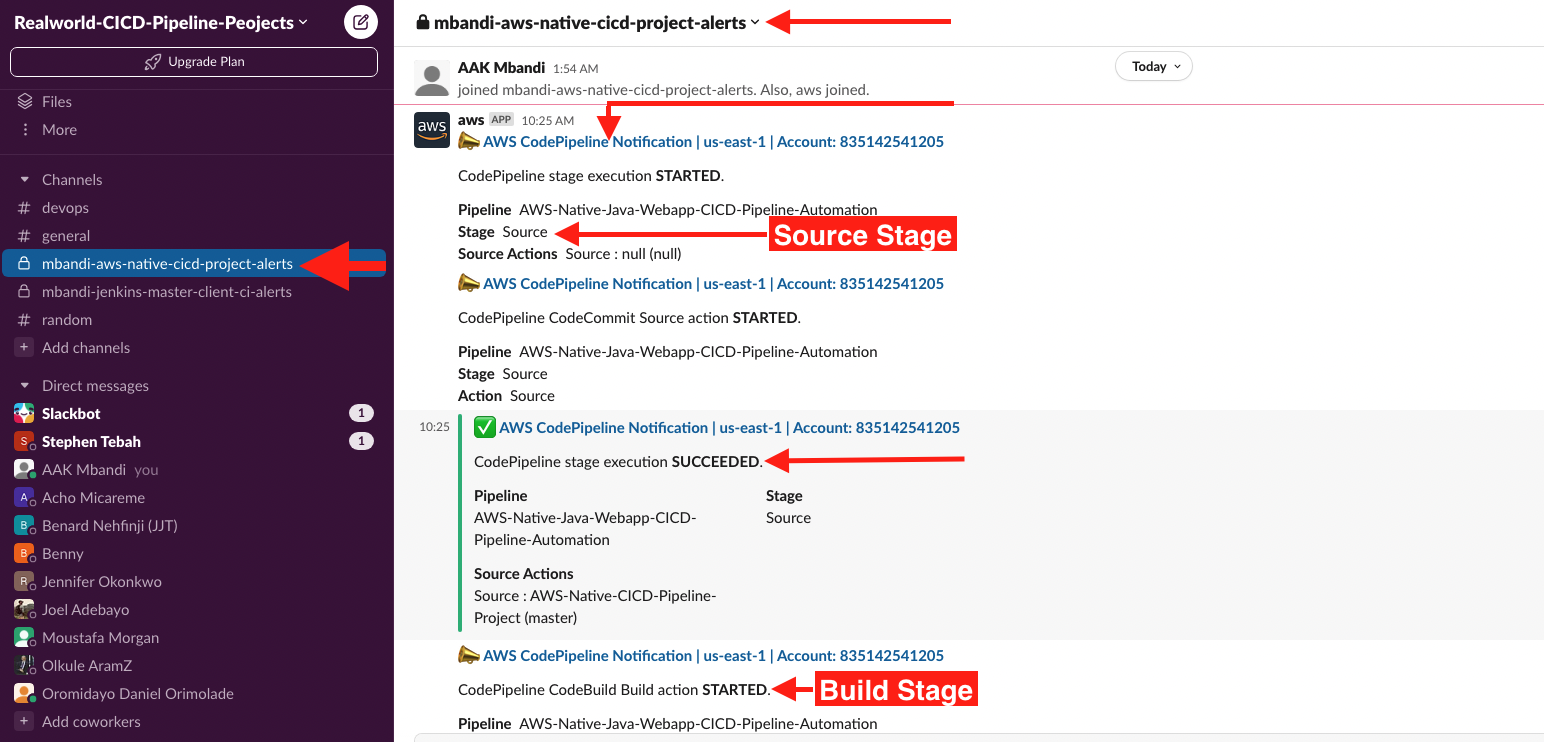 Realworld-CICD-Pipeline-Peojects
Upgrade Plan
Files
More
Channels
# devops
# general
mbandi-aws-native-cicd-project-alerts
mbandi-jenkins-master-client-ci-alerts
# random
+ Add channels
Direct messages
Slackbot 1
S Stephen Tebah 1
AAK Mbandi you
A Acho Micareme
B Benard Nehfinji (JJT)
B Benny
R Jennifer Okonkwo
Joel Adebayo
Moustafa Morgan
Olkule AramZ
Oromidayo Daniel Orimolade
+ Add coworkers
mbandi-aws-native-cicd-project-alerts
Today
AAK Mbandi 1:54 AM
joined mbandi-aws-native-cicd-project-alerts. Also, aws joined.
aws
aws APP 10:25 AM
AWS CodePipeline Notification | us-east-1 | Account: 835142541205
CodePipeline stage execution STARTED.
Pipeline AWS-Native-Java-Webapp-CICD-Pipeline-Automation
Stage Source
Source Stage
Source Actions Source : null (null)
AWS CodePipeline Notification | us-east-1 | Account: 835142541205
CodePipeline CodeCommit Source action STARTED.
Pipeline AWS-Native-Java-Webapp-CICD-Pipeline-Automation
Stage Source
Action Source
10:25
AWS CodePipeline Notification | us-east-1 | Account: 835142541205
CodePipeline stage execution SUCCEEDED.
Pipeline
AWS-Native-Java-Webapp-CICD-
Pipeline-Automation
Stage
Source
Source Actions
Source : AWS-Native-CICD-Pipeline-
Project (master)
AWS CodePipeline Notification | us-east-1 | Account: 835142541205
CodePipeline CodeBuild Build action STARTED.
Build Stage
Pipeline AWS-Native-Java-Webapp-CICD-Pipeline-Automation